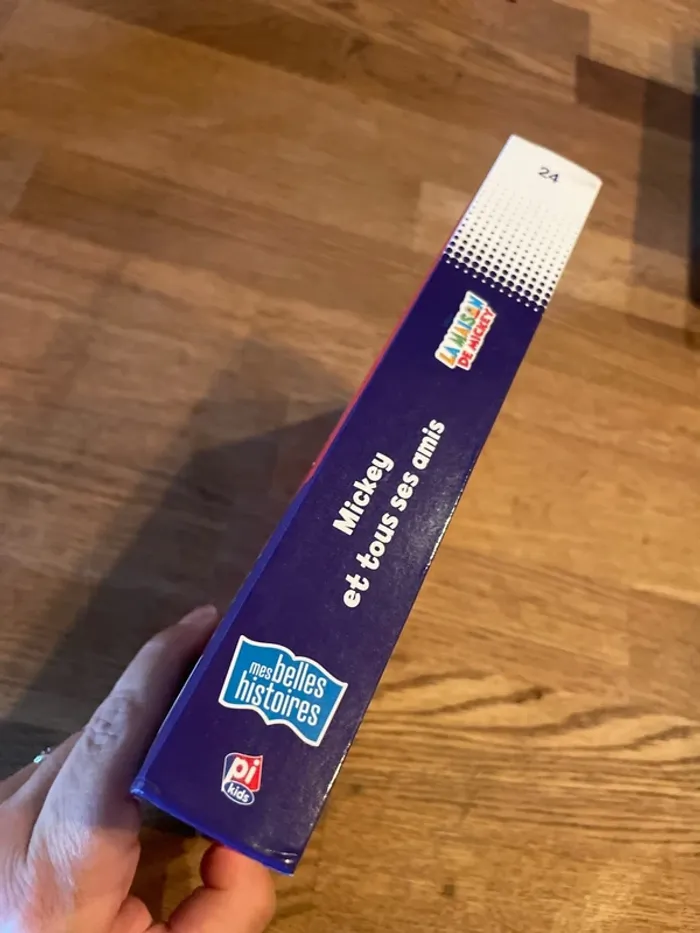 24
LA MAISON
DE MICKEY
Mickey
et tous ses amis
mes belles
histoires
pi
kids